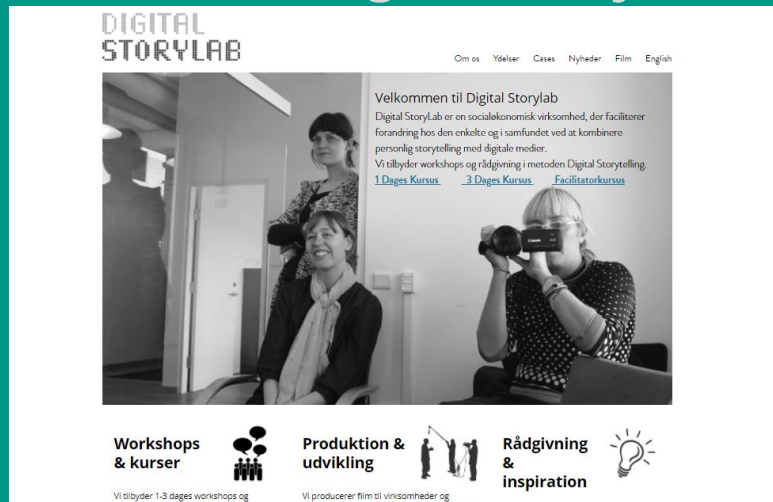 DIGITAL
STORYLAB
Om os Ydelser Cases Nyheder Film English
Velkommen til Digital Storylab
Digital StoryLab er en socialøkonomisk virksomhed, der faciliterer
forandring hos den enkelte og i samfundet ved at kombinere
personlig storytelling med digitale medier.
Vi tilbyder workshops og rådgivning i metoden Digital Storytelling.
1 Dages Kursus 3 Dages Kursus Facilitatorkursus
Canon
Workshops
& kurser
Vi tilbyder 1-3 dages workshops og
Produktion &
udvikling
Vi producerer film til virksomheder og
Rådgivning
&
inspiration